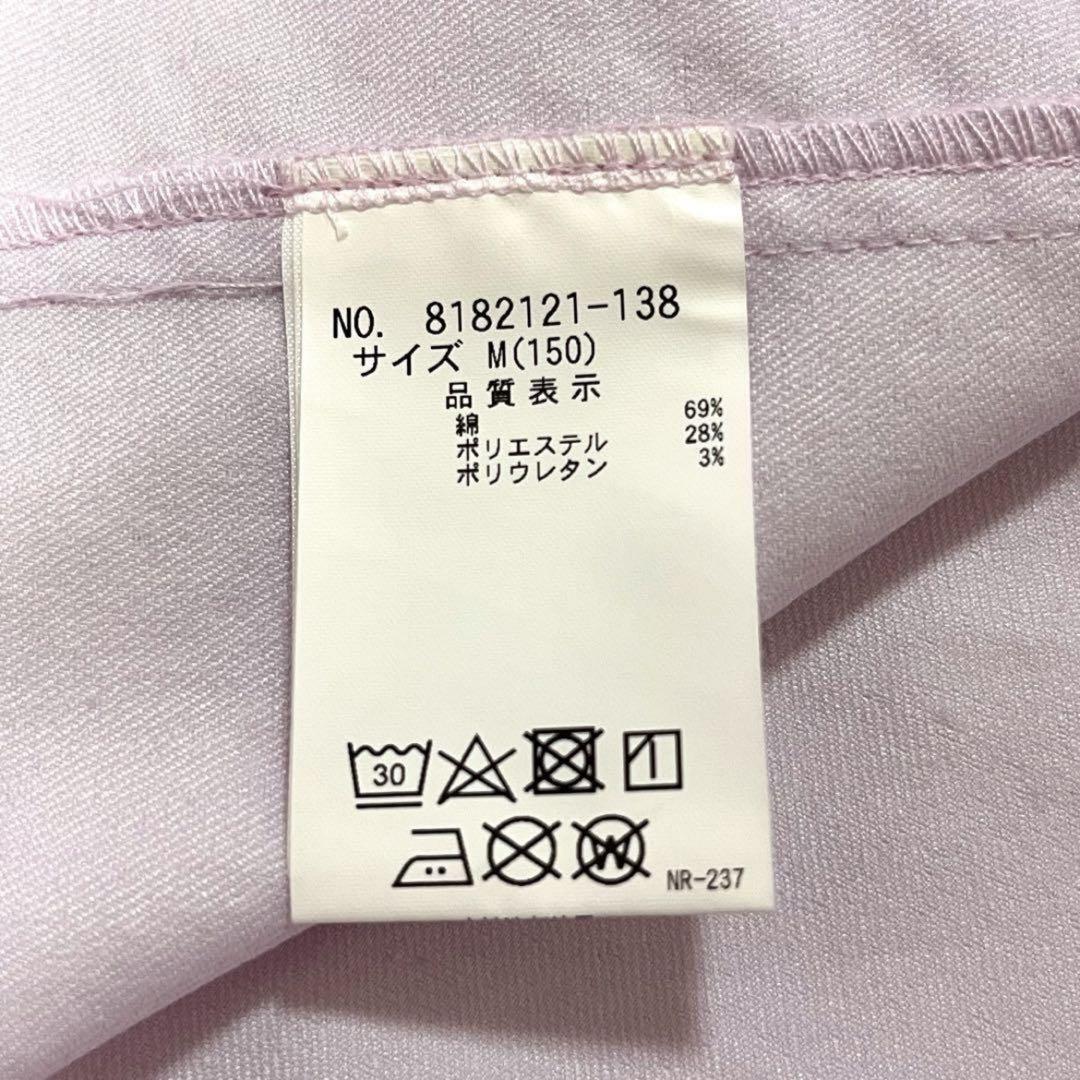 NO. 8182121-138
サイズ M(150)
品質表示
綿 69%
ポリエステル 28%
ポリウレタン 3%
30
W
NR-237